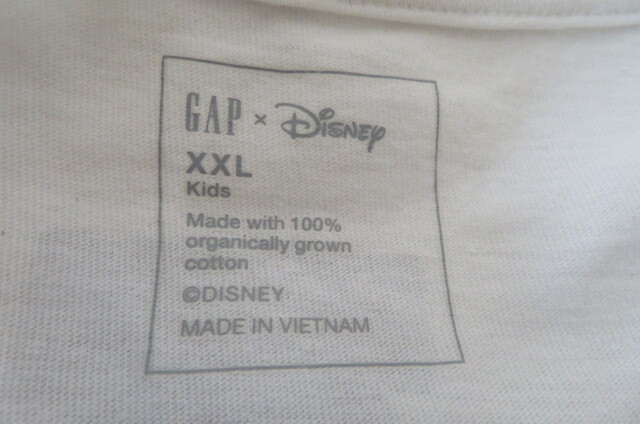 GAP × Disney
XXL
Kids
Made with 100%
organically grown
cotton
©DISNEY
MADE IN VIETNAM